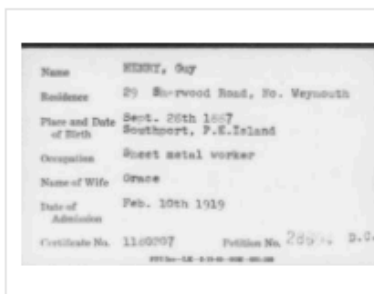 Name HENRY, Guy
Residence 29 Sherwood Road, No. Weymouth
Place and Date of Birth Sept. 28th 1887
Southport, P.E.Island
Occupation Sheet metal worker
Name of Wife Grace
Date of Admission Feb. 10th 1919
Certificate No. Petition No. D.C.